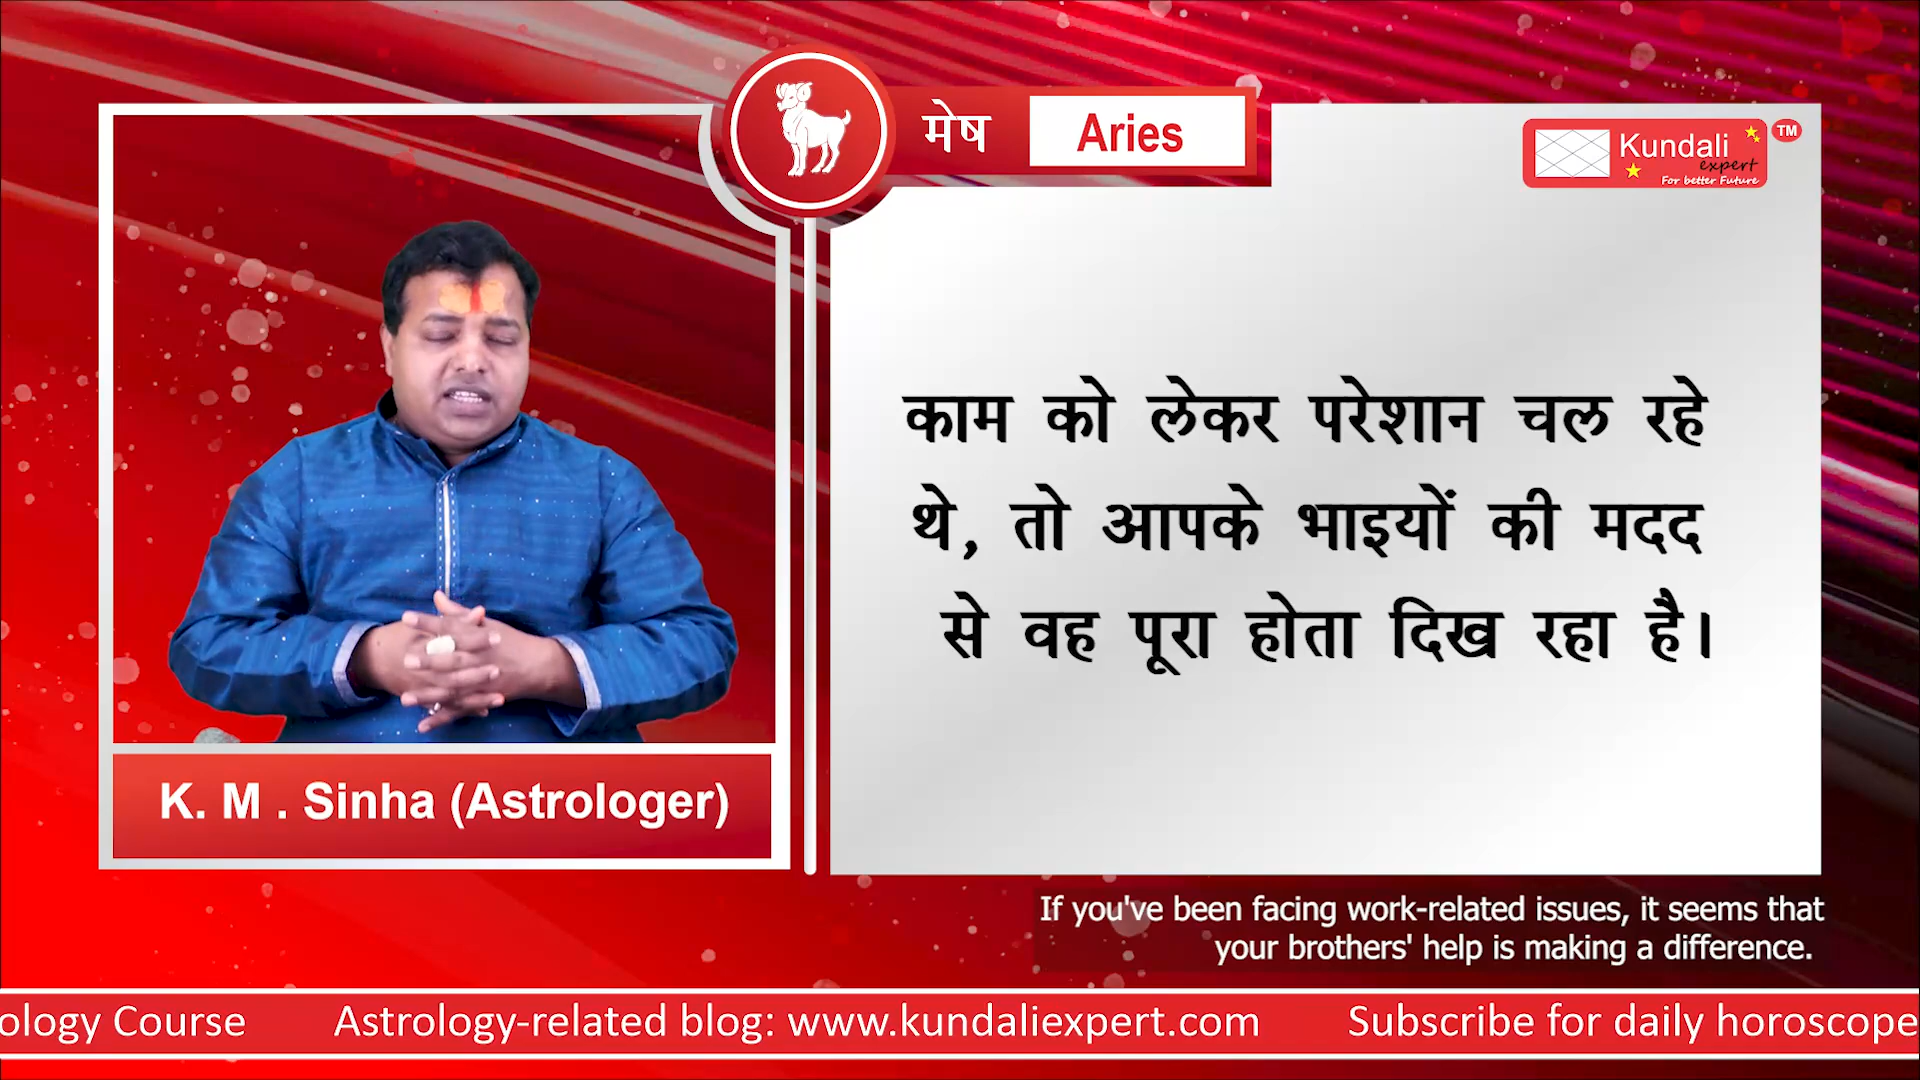 मेष
Aries
Kundali
expert
For better Future
TM
काम को लेकर परेशान चल रहे
थे, तो आपके भाइयों की मदद
से वह पूरा होता दिख रहा है।
K. M . Sinha (Astrologer)
If you've been facing work-related issues, it seems that
your brothers' help is making a difference.
ology Course Astrology-related blog: www.kundaliexpert.com Subscribe for daily horoscope